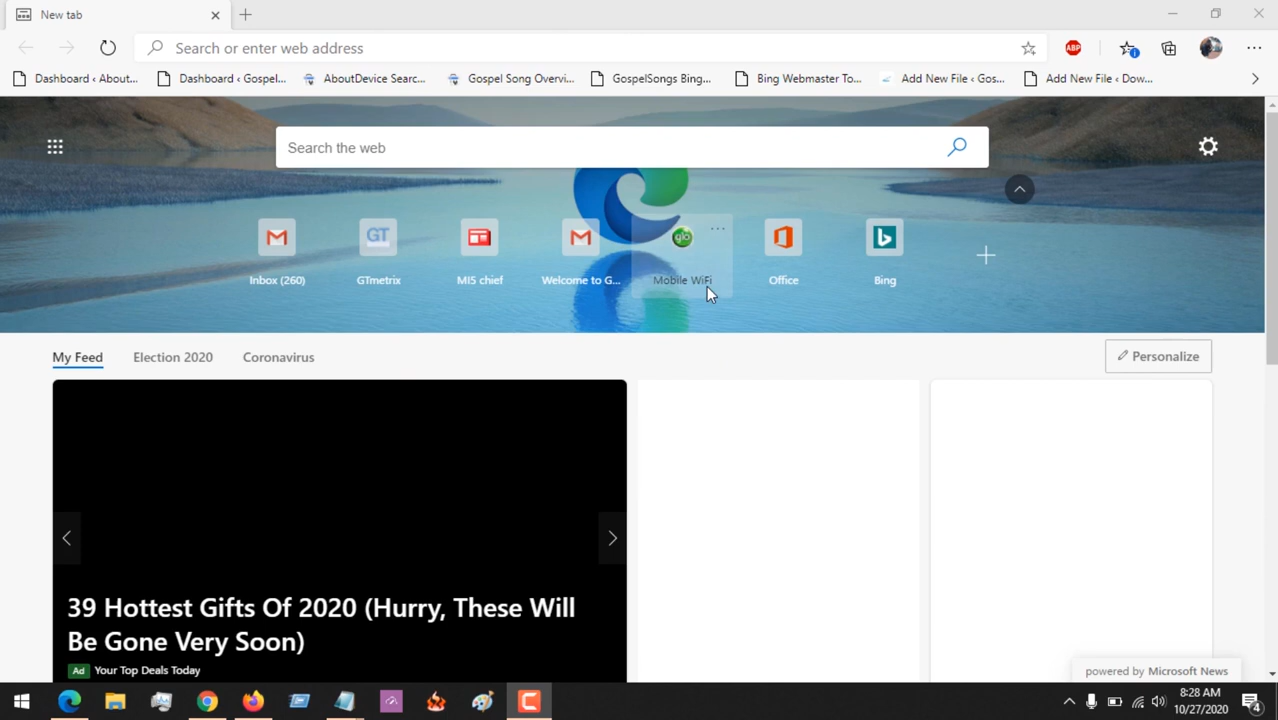 New tab
Search or enter web address
ABP
Dashboard ‹ About...
Dashboard ‹ Gospel...
AboutDevice Searc...
Gospel Song Overvi...
GospelSongs Bing...
Bing Webmaster To...
Add New File ‹ Gos...
Add New File ‹ Dow...
Search the web
GT
glo
Inbox (260)
GTmetrix
MI5 chief
Welcome to G...
Mobile WiFi
Office
Bing
My Feed
Election 2020
Coronavirus
Personalize
39 Hottest Gifts Of 2020 (Hurry, These Will
Be Gone Very Soon)
Ad Your Top Deals Today
powered by Microsoft News
8:28 AM
10/27/2020
4